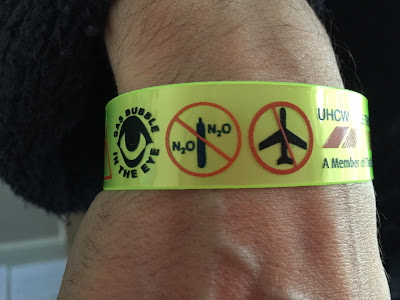 GAS BUBBLE
IN THE EYE
N₂O
N₂O
UHCW
A Member of